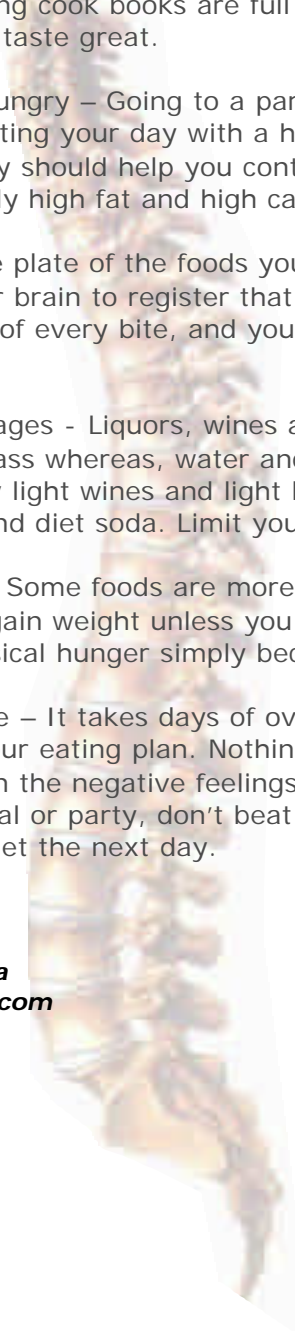 ng cook books are full
taste great.
ungry – Going to a par
ting your day with a h
y should help you cont
ly high fat and high ca
e plate of the foods you
r brain to register that
of every bite, and you
ages - Liquors, wines a
ass whereas, water and
light wines and light
nd diet soda. Limit you
Some foods are more
gain weight unless you
sical hunger simply bec
e – It takes days of ov
ur eating plan. Nothin
n the negative feelings
al or party, don't beat
et the next day.
a
com